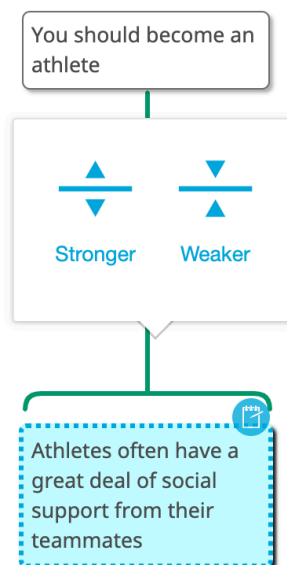 You should become an
athlete
Stronger Weaker
Athletes often have a
great deal of social
support from their
teammates